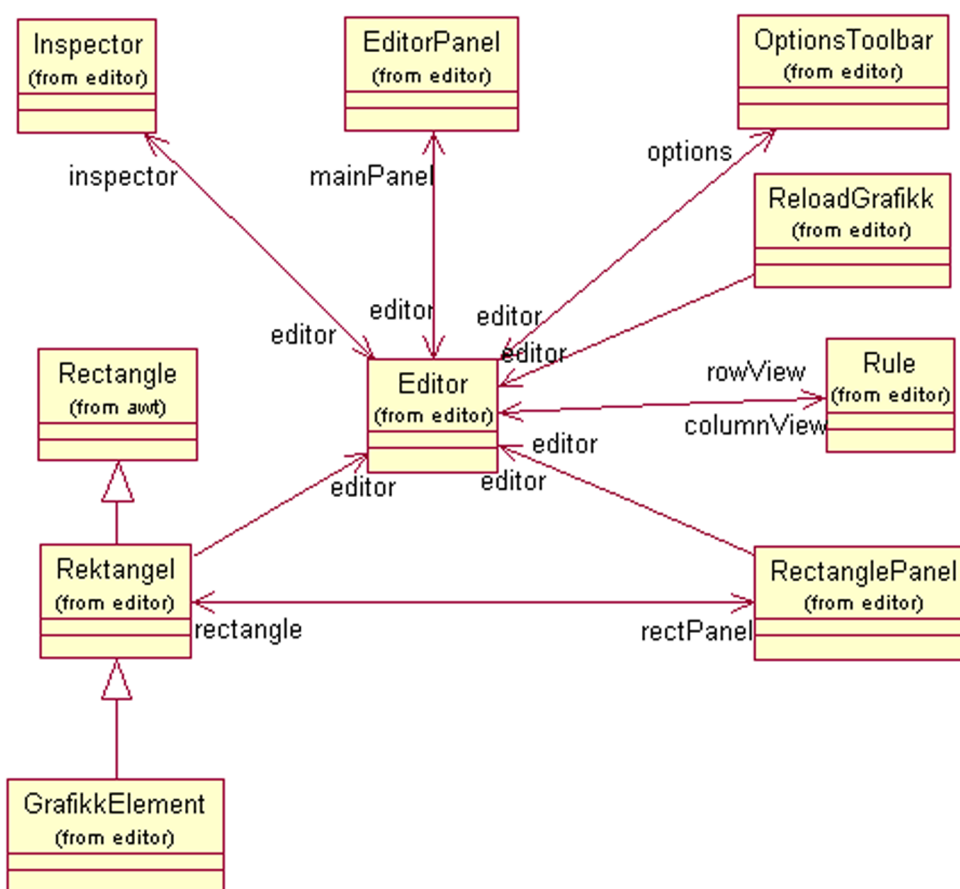 Inspector
(from editor)
EditorPanel
(from editor)
OptionsToolbar
(from editor)
inspector
mainPanel
options
ReloadGrafikk
(from editor)
editor
editor
editor
editor
Rectangle
(from awt)
Editor
(from editor)
rowView
columnView
Rule
(from editor)
editor
editor
editor
Rektangel
(from editor)
rectangle
RectanglePanel
(from editor)
rectPanel
GrafikkElement
(from editor)